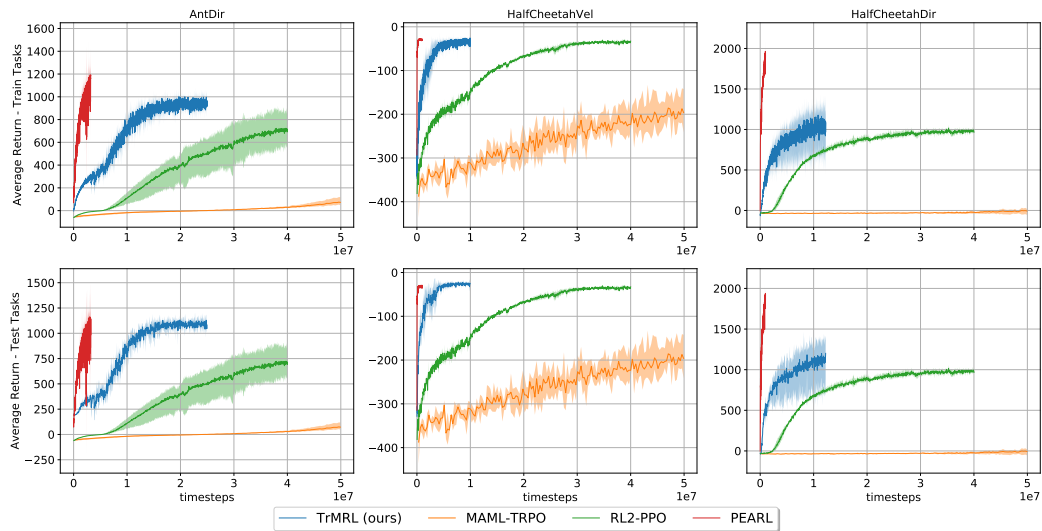 AntDir
HalfCheetahVel
HalfCheetahDir
Average Return - Train Tasks
1600
1400
1200
1000
800
600
400
200
0
0 1 2 3 4 5
1e7
0
−100
−200
−300
−400
0 1 2 3 4 5
1e7
2000
1500
1000
500
0
0 1 2 3 4 5
1e7
Average Return - Test Tasks
1500
1250
1000
750
500
250
0
−250
0 1 2 3 4 5
timesteps
1e7
0
−100
−200
−300
−400
0 1 2 3 4 5
timesteps
1e7
2000
1500
1000
500
0
0 1 2 3 4 5
timesteps
1e7
TrMRL (ours) MAML-TRPO RL2-PPO PEARL